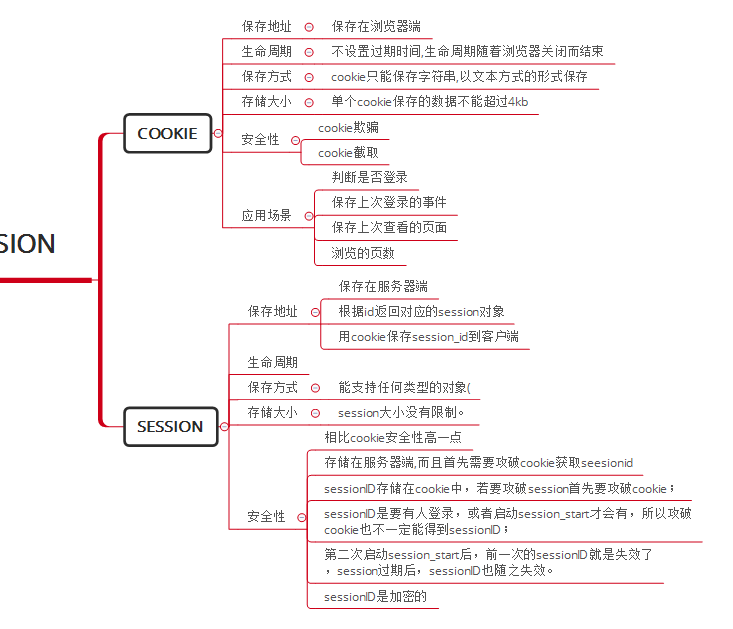 SION
COOKIE
保存地址
保存在浏览器端
生命周期
不设置过期时间,生命周期随着浏览器关闭而结束
保存方式
cookie只能保存字符串,以文本方式的形式保存
存储大小
单个cookie保存的数据不能超过4kb
安全性
cookie欺骗
cookie截取
应用场景
判断是否登录
保存上次登录的事件
保存上次查看的页面
浏览的页数
SESSION
保存地址
保存在服务器端
根据id返回对应的session对象
用cookie保存session_id到客户端
生命周期
保存方式
能支持任何类型的对象(
存储大小
session大小没有限制。
安全性
相比cookie安全性高一点
存储在服务器端,而且首先需要攻破cookie获取seesionid
sessionID存储在cookie中，若要攻破session首先要攻破cookie；
sessionID是要有人登录，或者启动session_start才会有，所以攻破
cookie也不一定能得到sessionID；
第二次启动session_start后，前一次的sessionID就是失效了
，session过期后，sessionID也随之失效。
sessionID是加密的